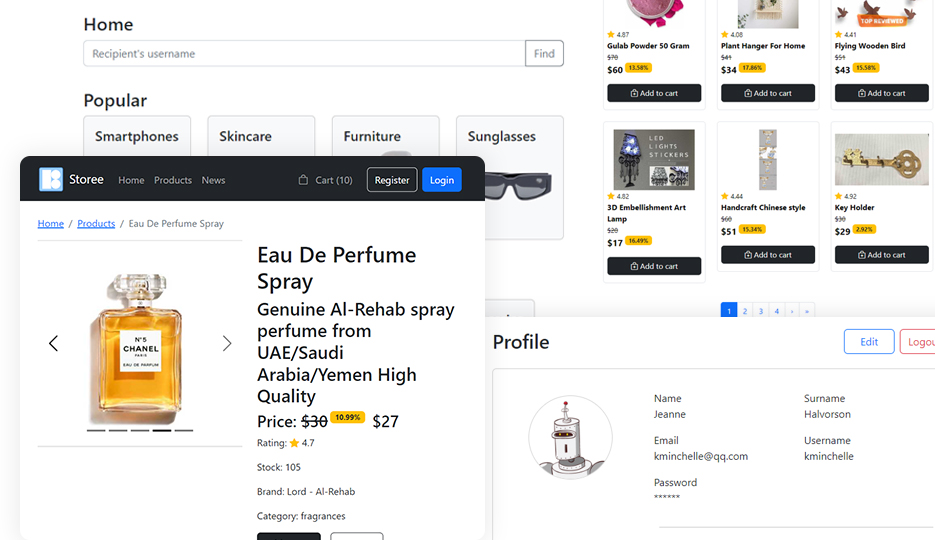 Home
Recipient's username
Find
Popular
Smartphones
Skincare
Furniture
Sunglasses
4.87
Gulab Powder 50 Gram
$70
$60 13.58%
Add to cart
4.08
Plant Hanger For Home
$41
$34 17.86%
Add to cart
TOP REVIEWED
4.41
Flying Wooden Bird
$51
$43 15.58%
Add to cart
LED
LIGHTS
STICKERS
4.82
3D Embellishment Art
Lamp
$20
$17 16.49%
Add to cart
4.44
Handcraft Chinese style
$60
$51 15.34%
Add to cart
4.92
Key Holder
$30
$29 2.92%
Add to cart
1 2 3 4 › »
Storee Home Products News Cart (10) Register Login
Home / Products / Eau De Perfume Spray
N°5
CHANEL
PARIS
EAU DE PARFUM
Eau De Perfume
Spray
Genuine Al-Rehab spray
perfume from
UAE/Saudi
Arabia/Yemen High
Quality
Price: $30 10.99% $27
Rating: 4.7
Stock: 105
Brand: Lord - Al-Rehab
Category: fragrances
Profile
Edit
Logou
Name
Jeanne
Surname
Halvorson
Email
kminchelle@qq.com
Username
kminchelle
Password
******